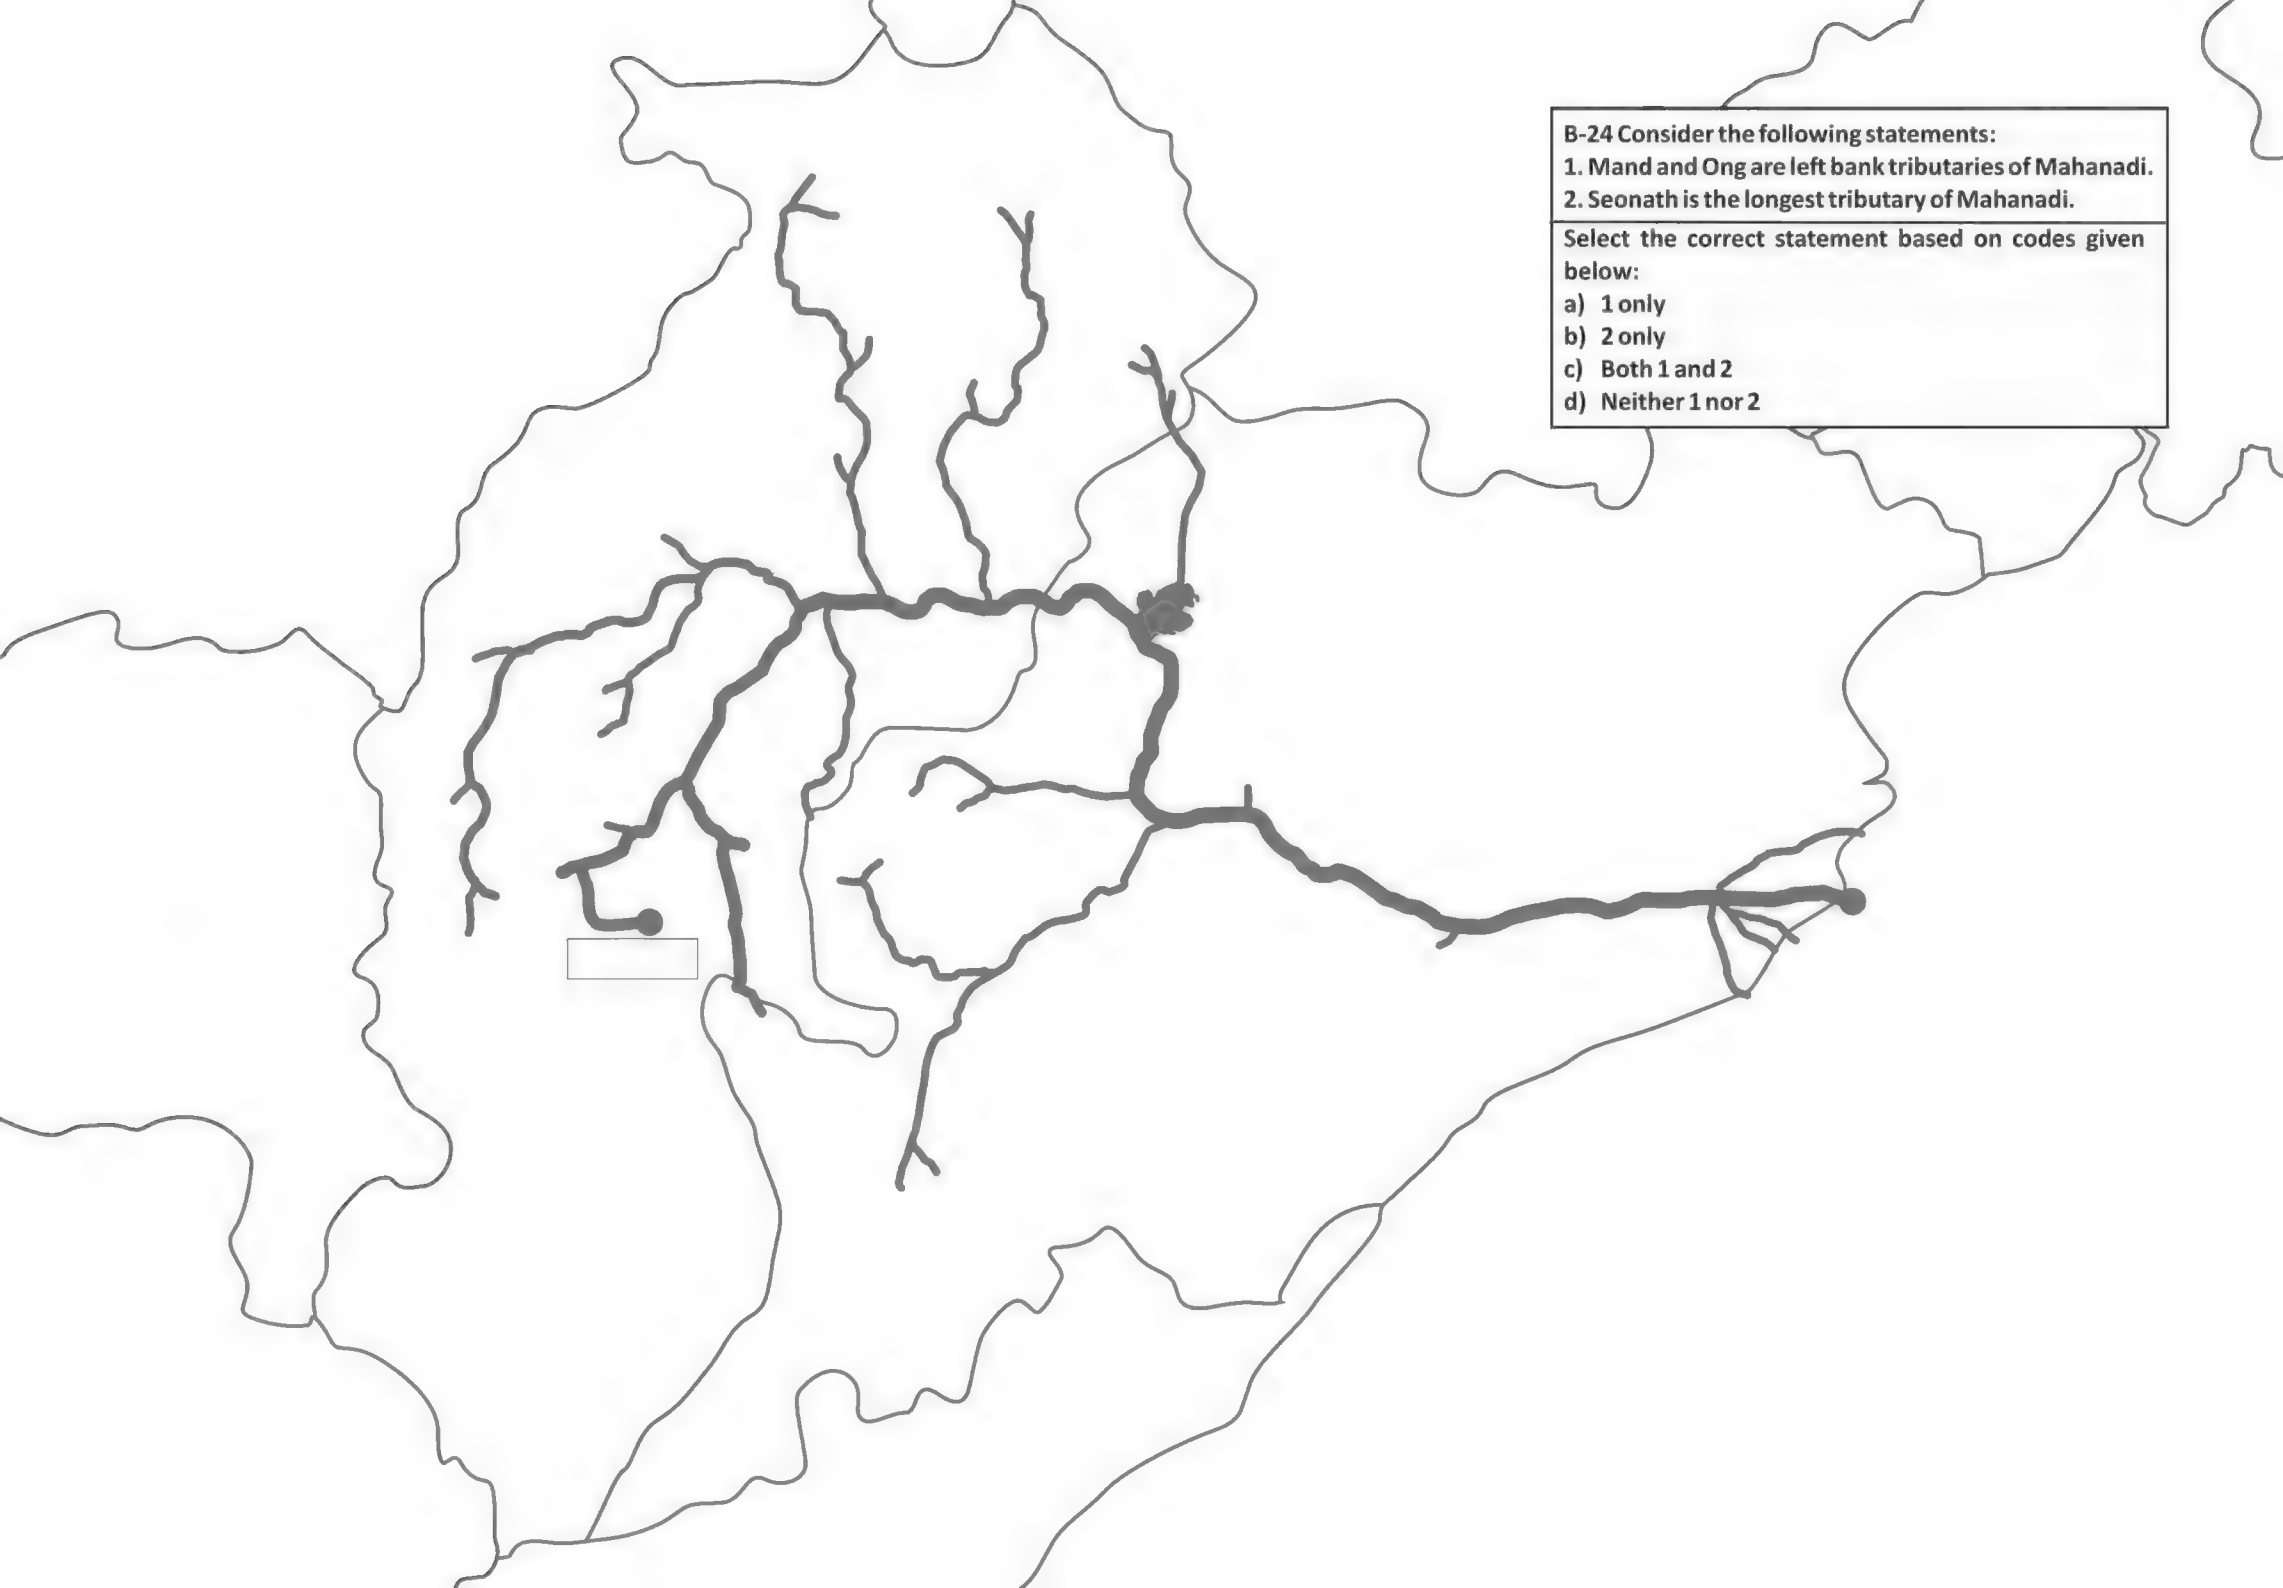 B-24 Consider the following statements:
1. Mand and Ong are left bank tributaries of Mahanadi.
2. Seonath is the longest tributary of Mahanadi.
Select the correct statement based on codes given
below:
a) 1 only
b) 2 only
c) Both 1 and 2
d) Neither 1 nor 2